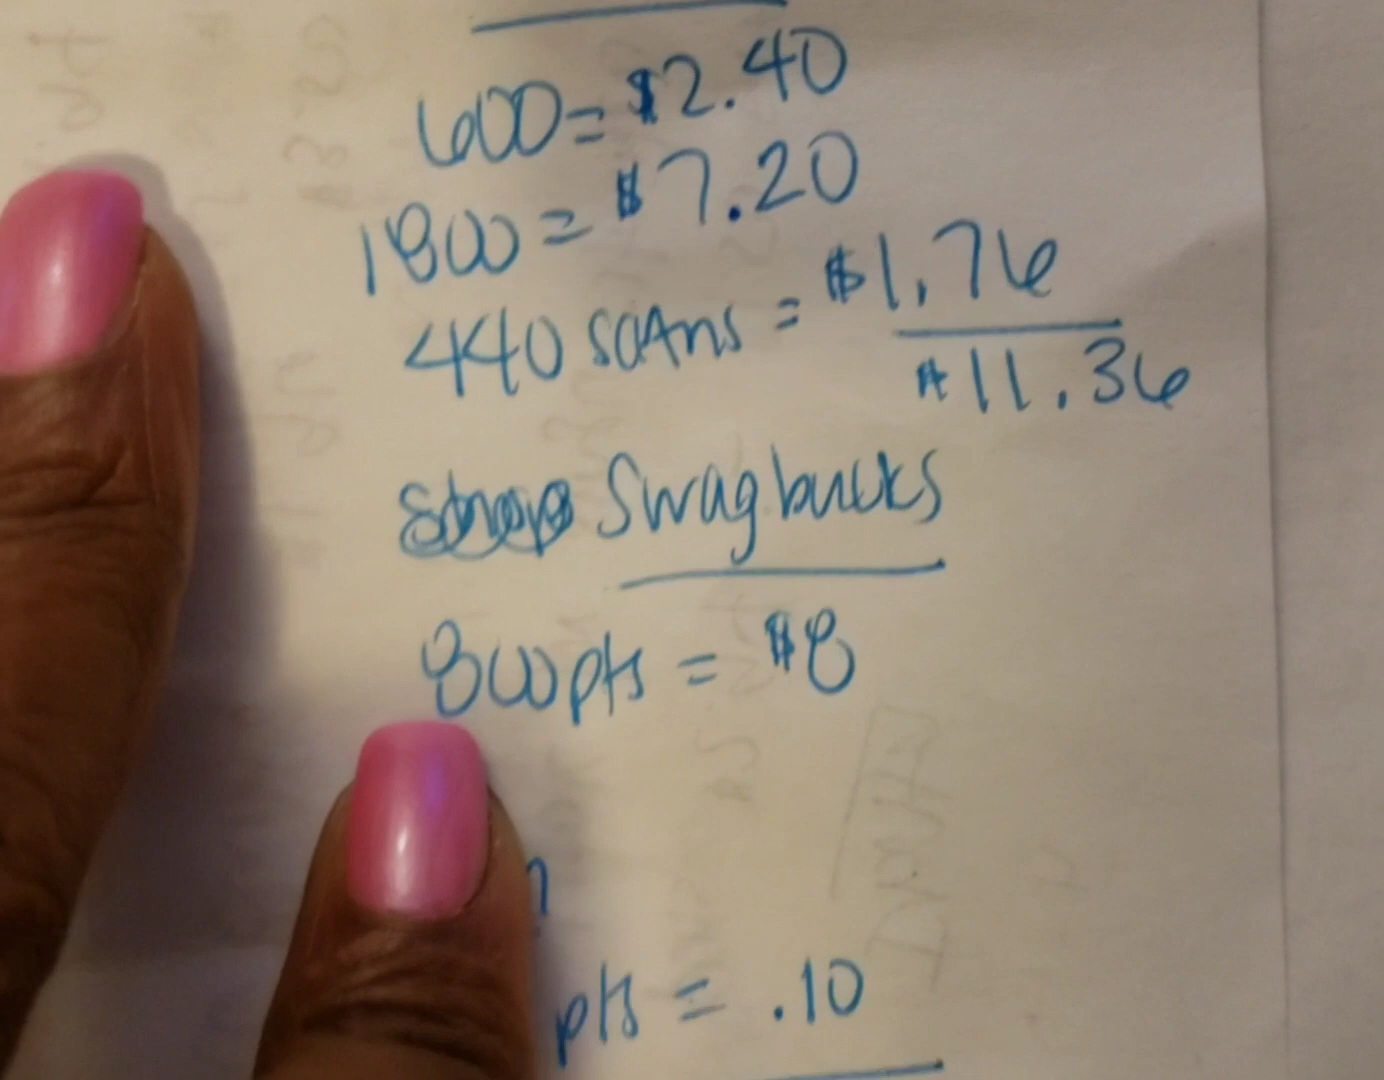 600 = $2.40
1800 = $7.20
440 scans = $1.76
$11.36
Swagbucks
800 pts = $8
pts = .10